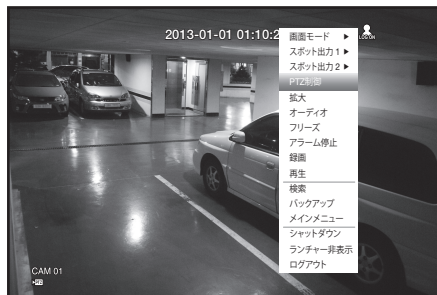 2013-01-01 01:10:2
LOG ON
画面モード ▶
スポット出力 1 ▶
スポット出力 2 ▶
PTZ制御
拡大
オーディオ
フリーズ
アラーム停止
録画
再生
検索
バックアップ
メインメニュー
シャットダウン
ランチャー非表示
ログアウト
CAM 01